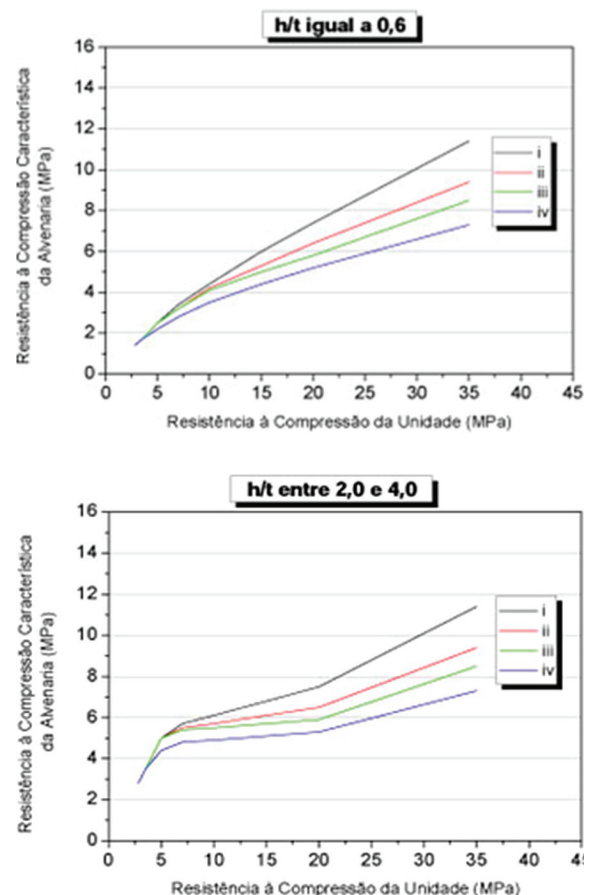 h/t igual a 0,6
Resistência à Compressão Característica
da Alvenaria (MPa)
16
14
12
10
8
6
4
2
0
i
ii
iii
iv
0 5 10 15 20 25 30 35 40 45
Resistência à Compressão da Unidade (MPa)
h/t entre 2,0 e 4,0
Resistência à Compressão Característica
da Alvenaria (MPa)
16
14
12
10
8
6
4
2
0
i
ii
iii
iv
0 5 10 15 20 25 30 35 40 45
Resistência à Compressão da Unidade (MPa)